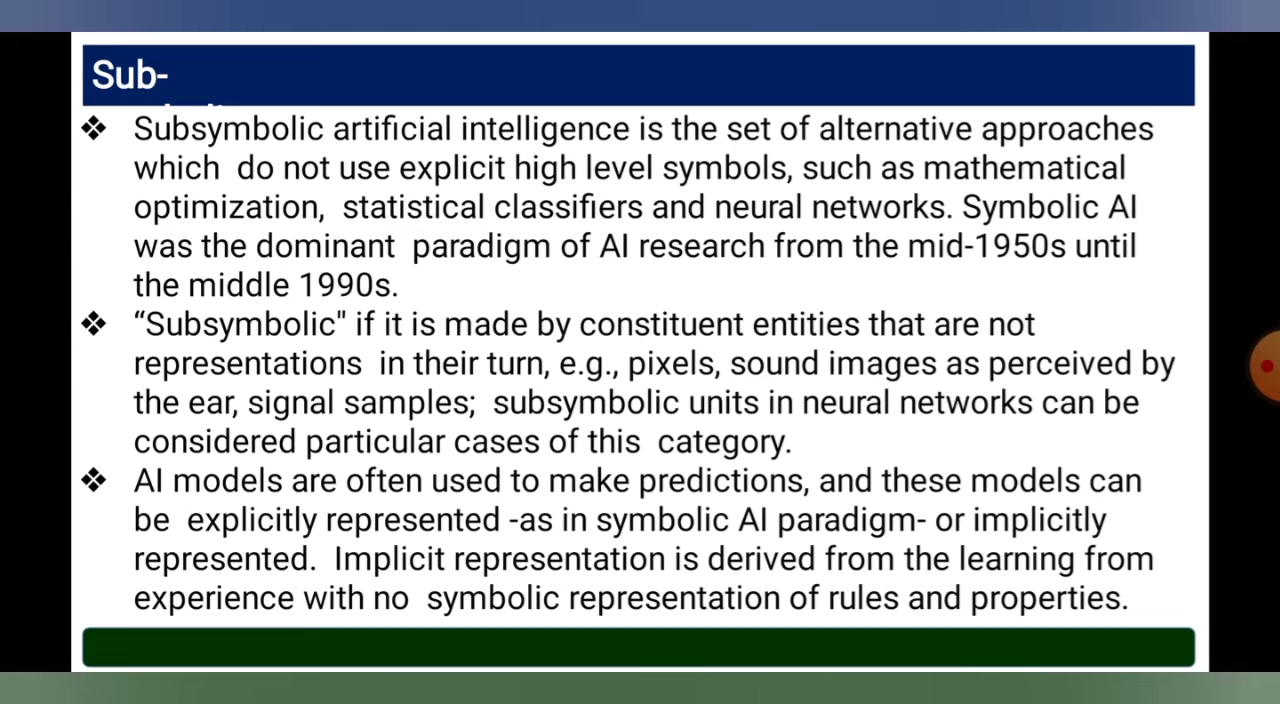 Sub-
❖ Subsymbolic artificial intelligence is the set of alternative approaches
which do not use explicit high level symbols, such as mathematical
optimization, statistical classifiers and neural networks. Symbolic AI
was the dominant paradigm of AI research from the mid-1950s until
the middle 1990s.
❖ “Subsymbolic" if it is made by constituent entities that are not
representations in their turn, e.g., pixels, sound images as perceived by
the ear, signal samples; subsymbolic units in neural networks can be
considered particular cases of this category.
❖ AI models are often used to make predictions, and these models can
be explicitly represented -as in symbolic AI paradigm- or implicitly
represented. Implicit representation is derived from the learning from
experience with no symbolic representation of rules and properties.